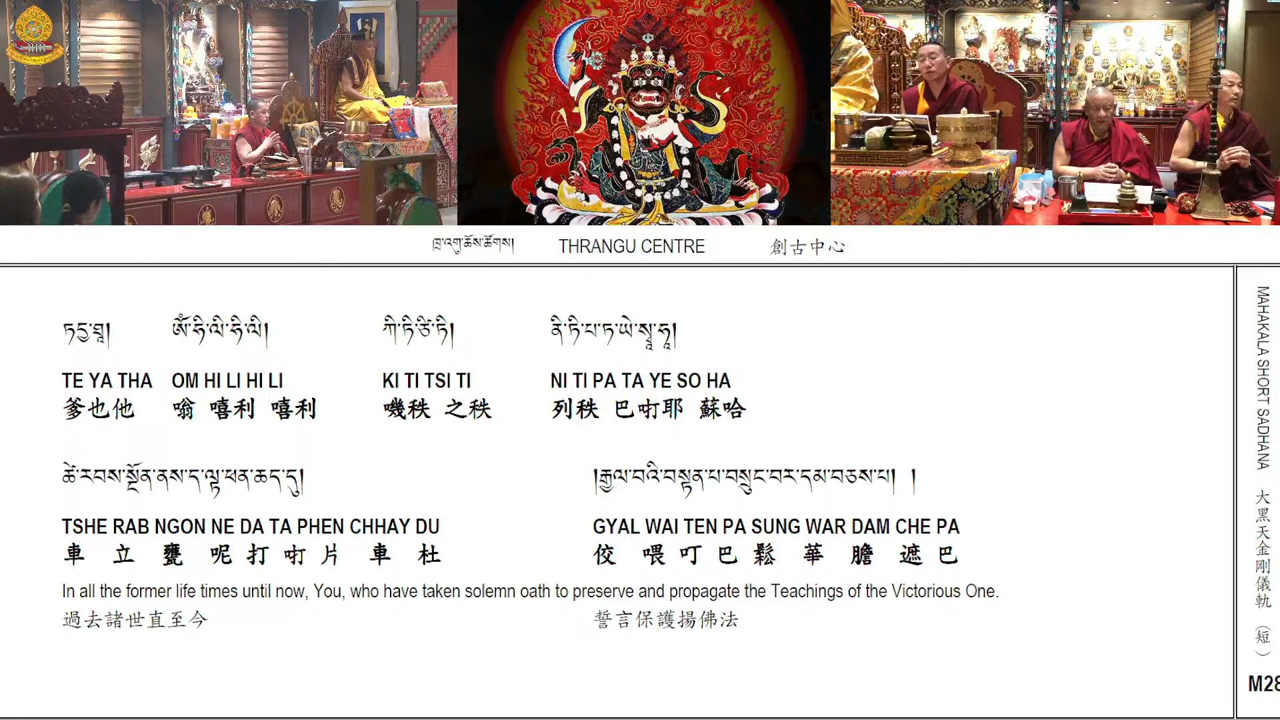 ཁྲ་འགུ་ཆོས་ཚོགས། THRANGU CENTRE 創古中心
ཏདྱ་ཐཱ། ཨོཾ་ཧི་ལི་ཧི་ལི། ཀི་ཏི་ཙི་ཏི། ནི་ཏི་པ་ཏ་ཡེ་སྭཱ་ཧཱ།
TE YA THA OM HI LI HI LI KI TI TSI TI NI TI PA TA YE SO HA
爹也他 嗡 嘻利 嘻利 嘰秩 之秩 列秩 巴咑耶 蘇哈
ཚེ་རབས་སྔོན་ནས་ད་ལྟ་ཕན་ཆད་དུ། །རྒྱལ་བའི་བསྟན་པ་བསྲུང་བར་དམ་བཅས་པ། །
TSHE RAB NGON NE DA TA PHEN CHHAY DU GYAL WAI TEN PA SUNG WAR DAM CHE PA
車 立 甕 呢 打 咑 片 車 杜 佼 喂 叮 巴 鬆 華 膽 遮 巴
In all the former life times until now, You, who have taken solemn oath to preserve and propagate the Teachings of the Victorious One.
過去諸世直至今 誓言保護揚佛法
MAHAKALA SHORT SADHANA 大黑天金剛儀軌（短）
M28